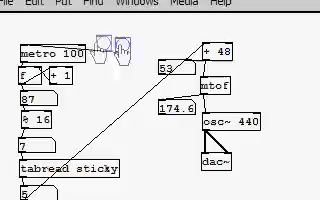 File Edit Put Find Windows Media Help
metro 100
f
+ 1
87
% 16
7
tabread sticky
5
+ 48
53
mtof
174.6
osc~ 440
dac~